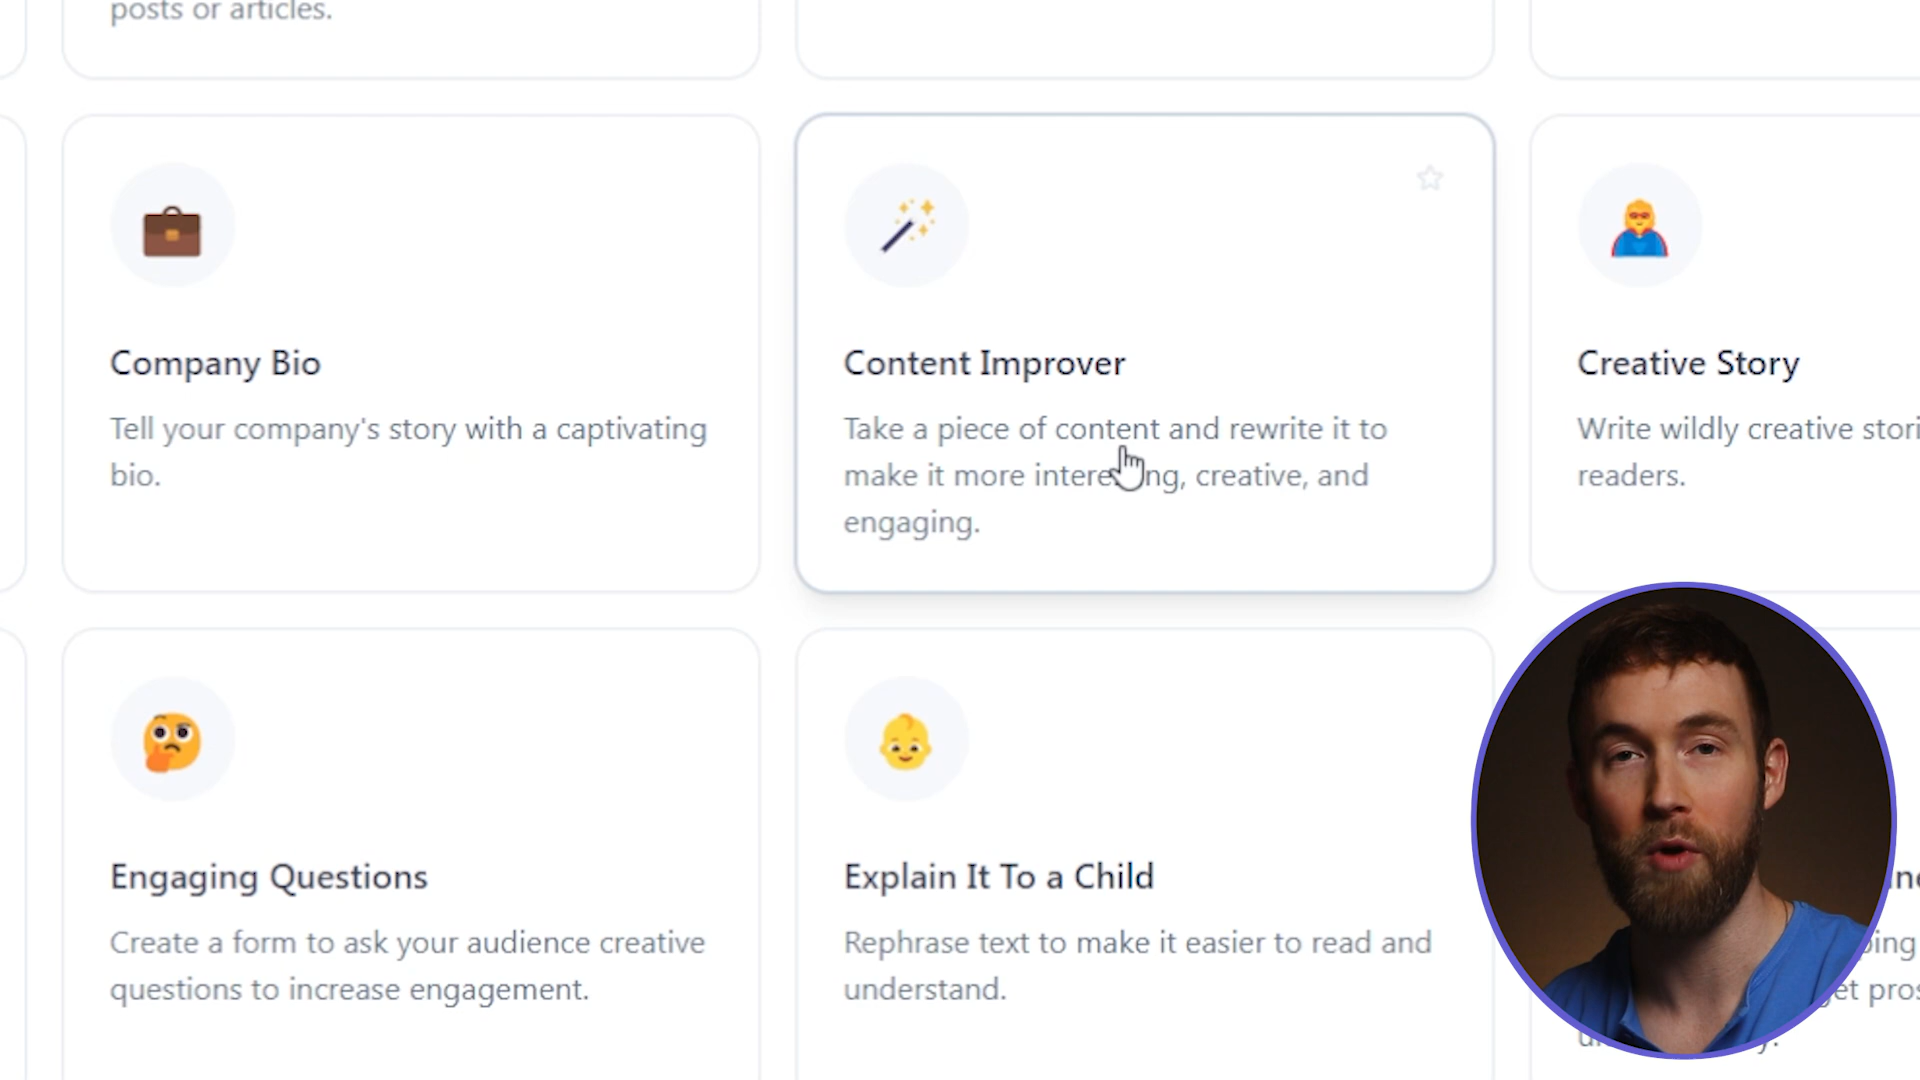 posts or articles.
Company Bio
Tell your company's story with a captivating
bio.
Content Improver
Take a piece of content and rewrite it to
make it more interesting, creative, and
engaging.
Creative Story
Write wildly creative
readers.
Engaging Questions
Create a form to ask your audience creative
questions to increase engagement.
Explain It To a Child
Rephrase text to make it easier to read and
understand.